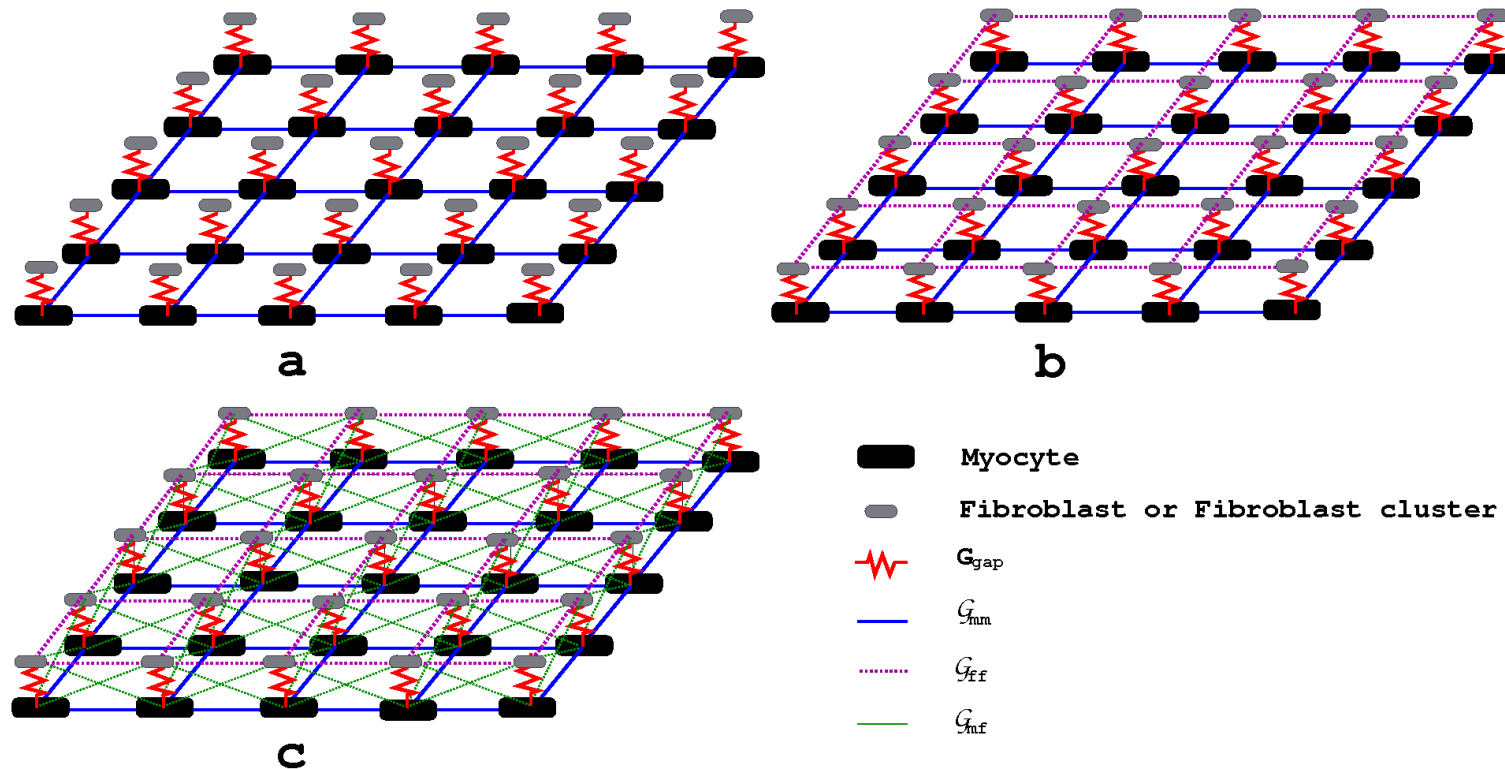 a
b
c
Myocyte
Fibroblast or Fibroblast cluster
Ggap
Gmm
Gff
Gmf